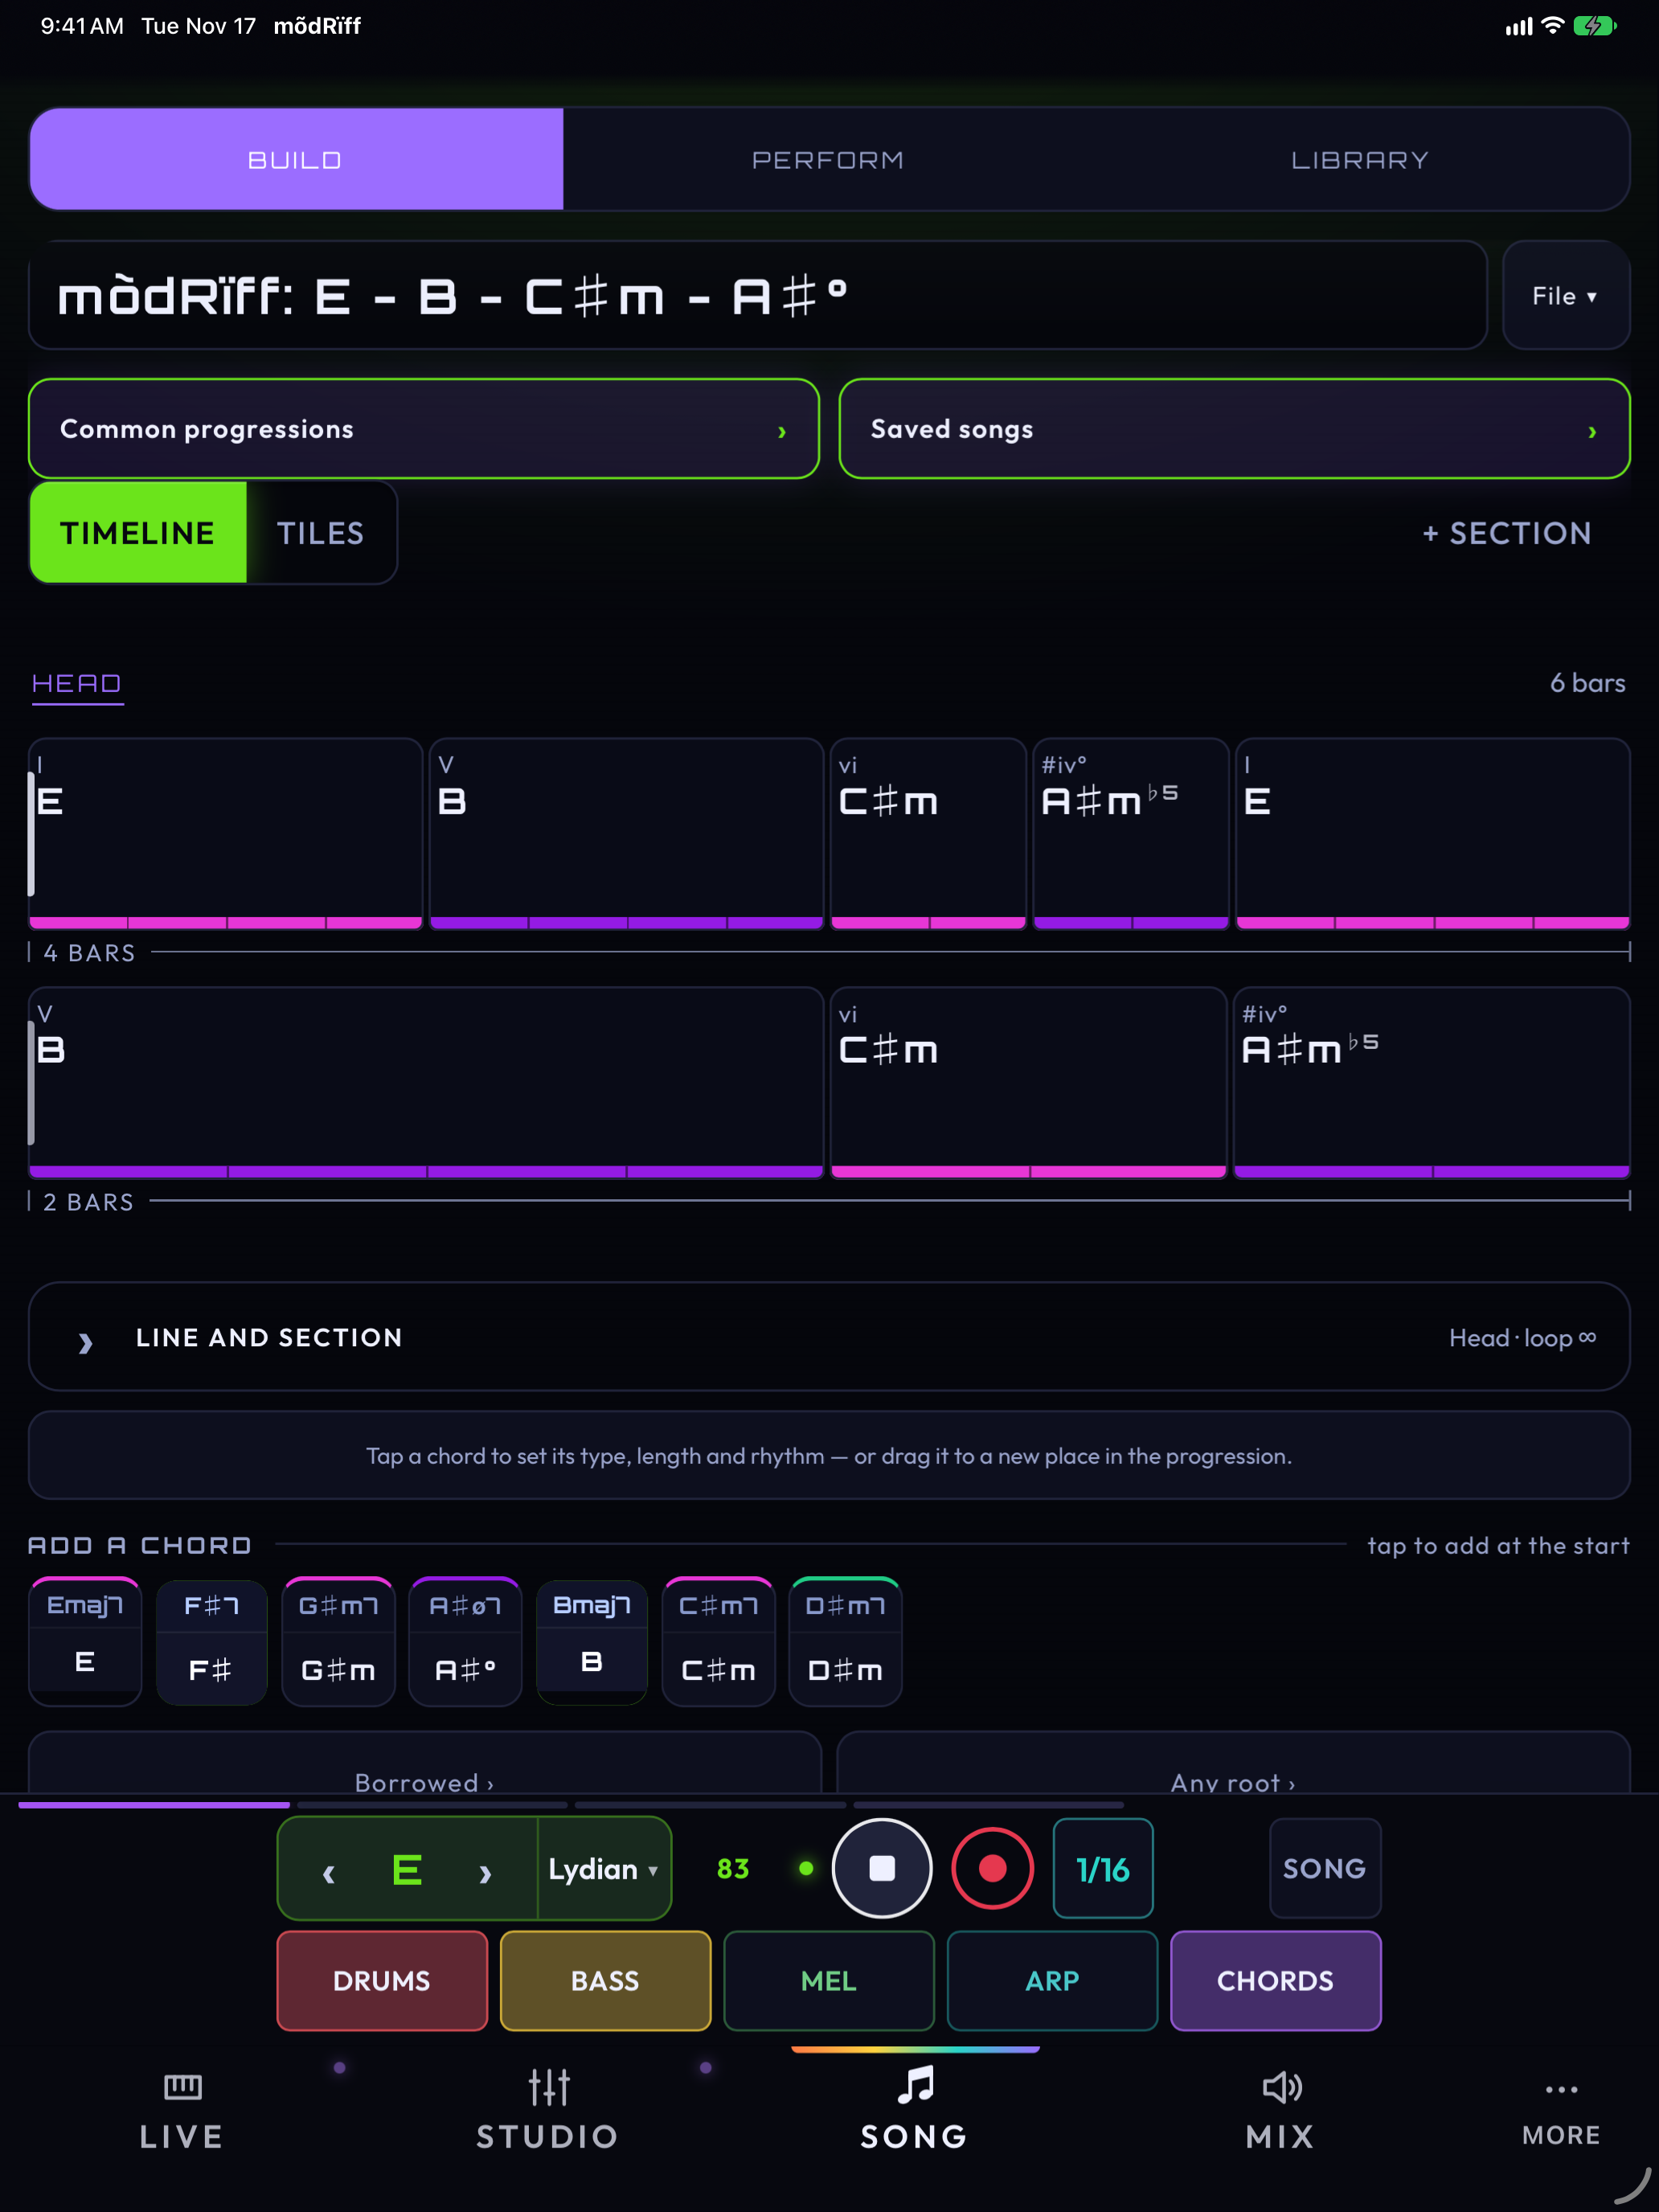 9:41 AM Tue Nov 17 mõdRïff
BUILD PERFORM LIBRARY
mõdRïff: E - B - C♯m - A♯°
File ▾
Common progressions ›
Saved songs ›
TIMELINE TILES + SECTION
HEAD 6 bars
I V vi #iv° I
E B C♯m A♯m♭5 E
4 BARS
V vi #iv°
B C♯m A♯m♭5
2 BARS
› LINE AND SECTION Head · loop ∞
Tap a chord to set its type, length and rhythm — or drag it to a new place in the progression.
ADD A CHORD tap to add at the start
Emaj7 F♯7 G♯m7 A♯ø7 Bmaj7 C♯m7 D♯m7
E F♯ G♯m A♯° B C♯m D♯m
Borrowed › Any root ›
‹ E › Lydian ▾ 83 1/16 SONG
DRUMS BASS MEL ARP CHORDS
LIVE STUDIO SONG MIX MORE